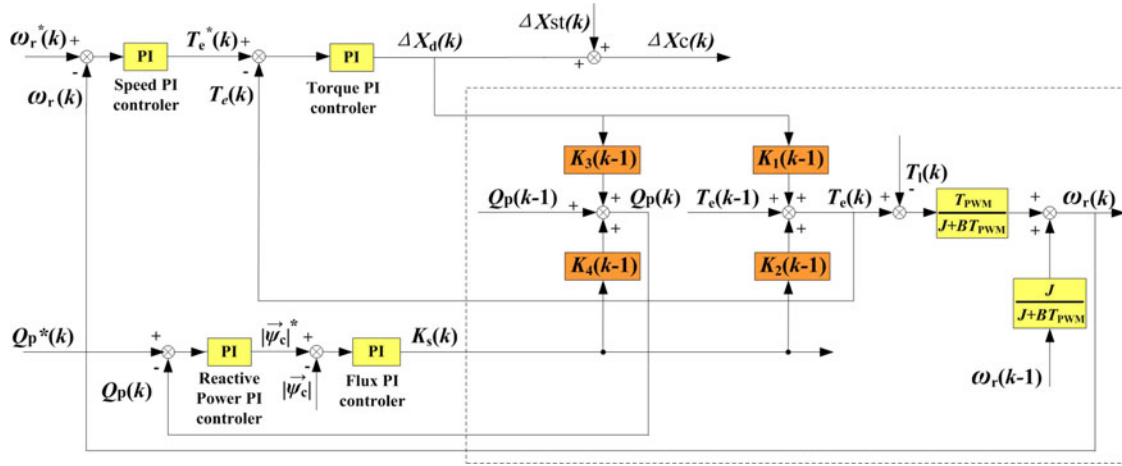 ΔXst(k)
ωr*(k) + PI Te*(k) + PI ΔXd(k) + + ΔXc(k)
- Speed PI controler - Torque PI controler
ωr(k) Te(k)
K3(k-1) K1(k-1) Tl(k)
Qp(k-1) + + Qp(k) Te(k-1) + + Te(k) + - TPWM/(J+BTPWM) + ωr(k)
+ + +
K4(k-1) K2(k-1) J/(J+BTPWM)
Qp*(k) + PI |ψc|* + PI Ks(k)
- -
Qp(k) Reactive Power PI controler |ψc| Flux PI controler ωr(k-1)